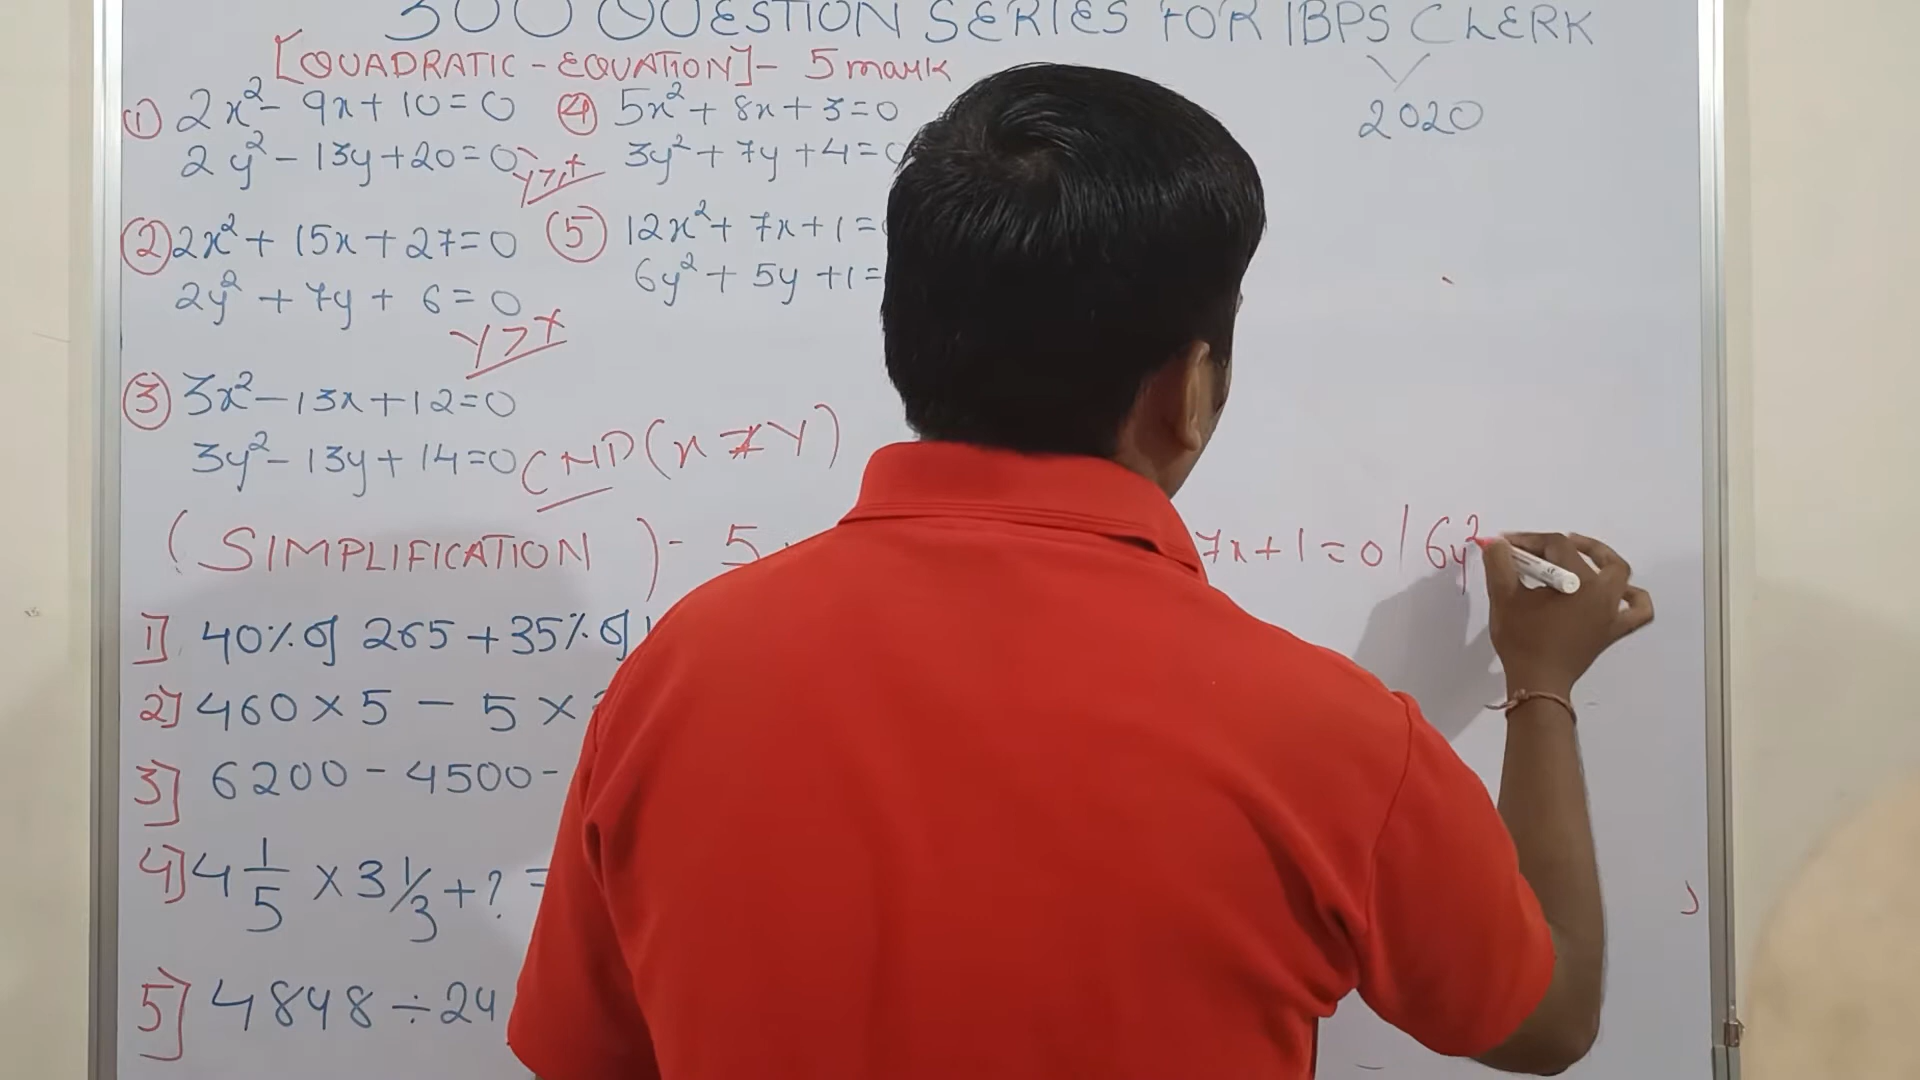 300 QUESTION SERIES FOR IBPS CLERK
2020
[QUADRATIC - EQUATION] - 5 mark
① 2x² - 9x + 10 = 0
2y² - 13y + 20 = 0
y > x
② 2x² + 15x + 27 = 0
2y² + 7y + 6 = 0
y > x
③ 3x² - 13x + 12 = 0
3y² - 13y + 14 = 0 CND (x ≠ y)
④ 5x² + 8x + 3 = 0
3y² + 7y + 4 = 0
⑤ 12x² + 7x + 1 =
6y² + 5y + 1 =
(SIMPLIFICATION) - 5
1] 40% of 265 + 35% of
2] 460 × 5 - 5 ×
3] 6200 - 4500 -
4] 4 1/5 × 3 1/3 + ? =
5] 4848 ÷ 24
7x + 1 = 0 | 6y²